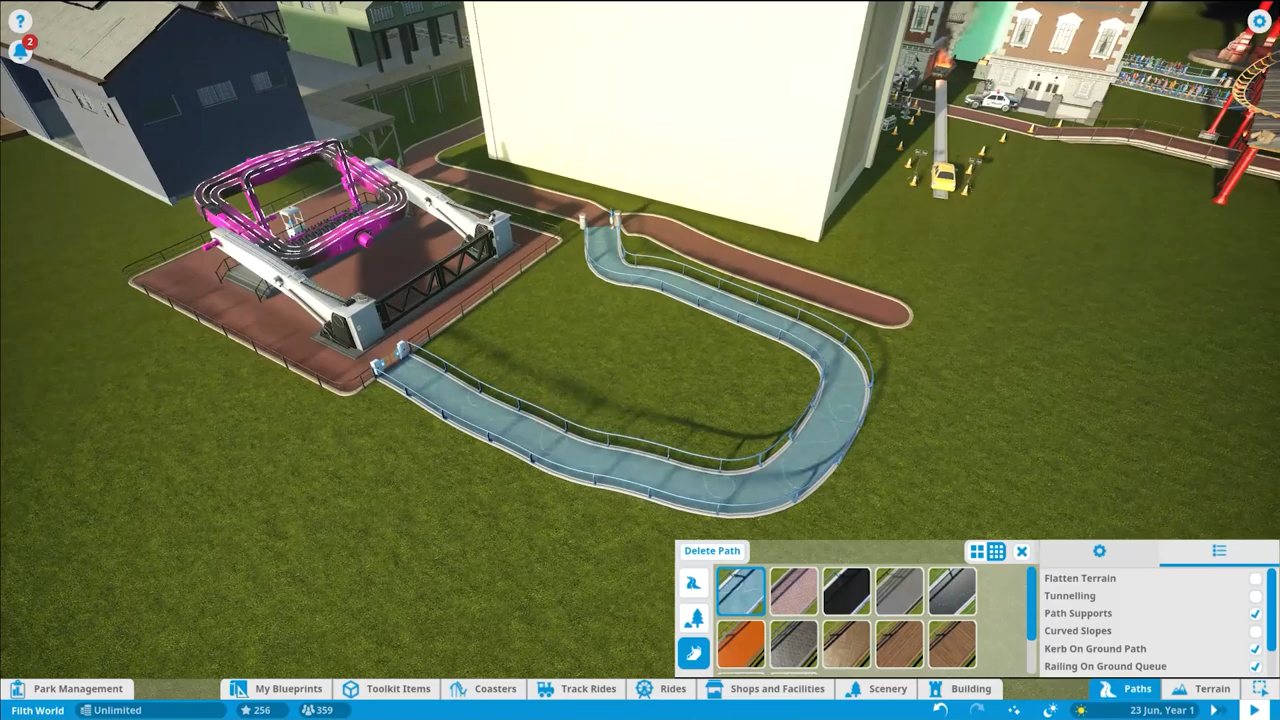 ?
2
Delete Path
Flatten Terrain
Tunnelling
Path Supports
Curved Slopes
Kerb On Ground Path
Railing On Ground Queue
Park Management
My Blueprints
Toolkit Items
Coasters
Track Rides
Rides
Shops and Facilities
Scenery
Building
Paths
Terrain
Filth World
Unlimited
256
359
23 Jun, Year 1